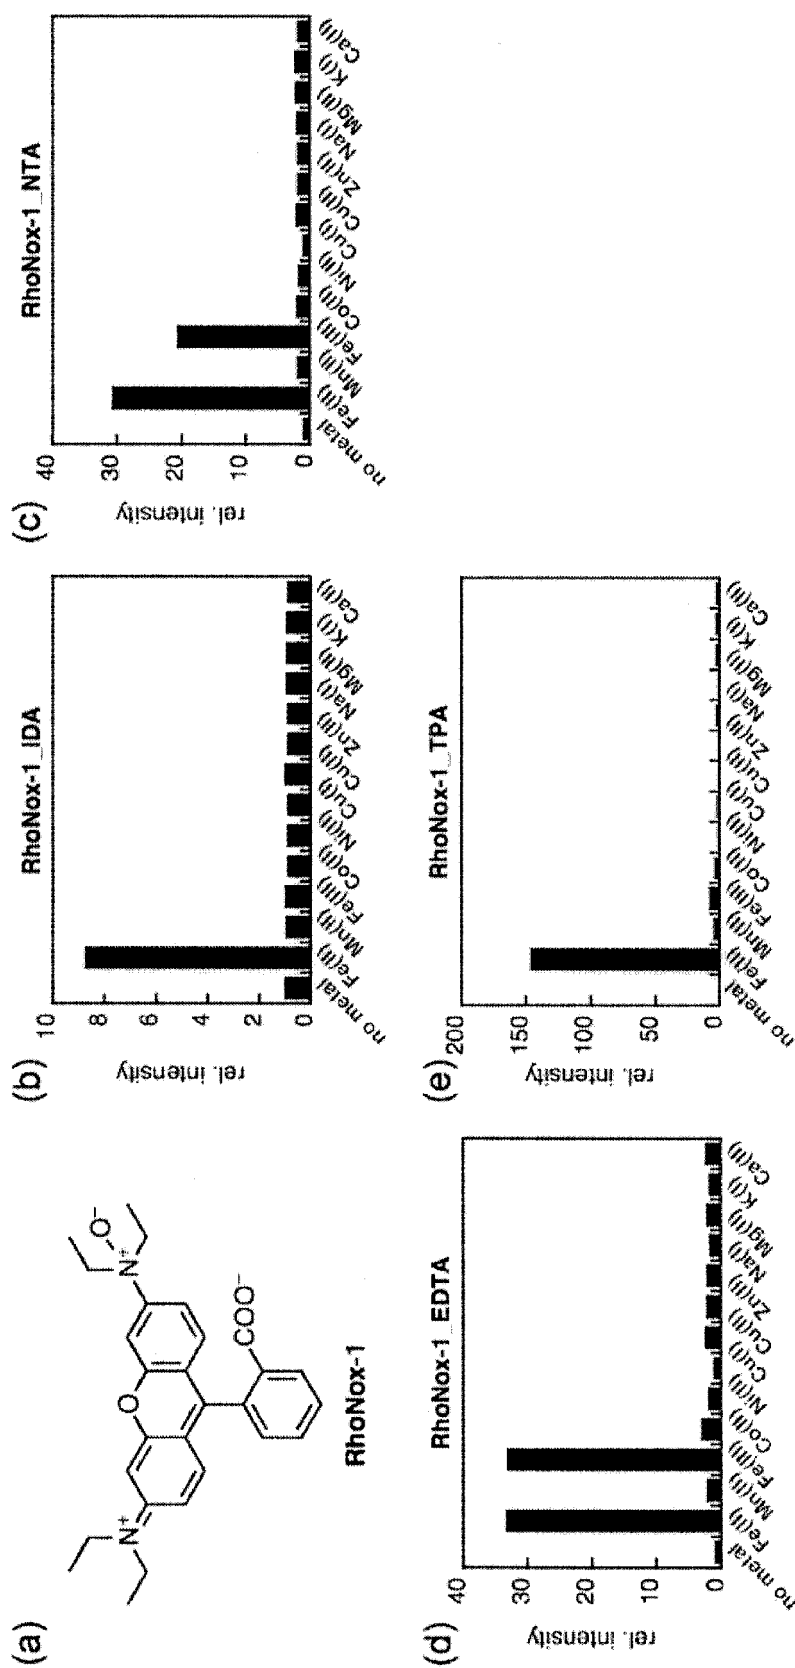 (a)
N+
O
N+
O−
COO−
RhoNox-1
(b)
RhoNox-1_IDA
rel. intensity
10
8
6
4
2
0
no metal
Fe(II)
Mn(II)
Fe(III)
Co(II)
Ni(II)
Cu(I)
Cu(II)
Zn(II)
Na(I)
Mg(II)
K(I)
Ca(II)
(c)
RhoNox-1_NTA
rel. intensity
40
30
20
10
0
no metal
Fe(II)
Mn(II)
Fe(III)
Co(II)
Ni(II)
Cu(I)
Cu(II)
Zn(II)
Na(I)
Mg(II)
K(I)
Ca(II)
(d)
RhoNox-1_EDTA
rel. intensity
40
30
20
10
0
no metal
Fe(II)
Mn(II)
Fe(III)
Co(II)
Ni(II)
Cu(I)
Cu(II)
Zn(II)
Na(I)
Mg(II)
K(I)
Ca(II)
(e)
RhoNox-1_TPA
rel. intensity
200
150
100
50
0
no metal
Fe(II)
Mn(II)
Fe(III)
Co(II)
Ni(II)
Cu(I)
Cu(II)
Zn(II)
Na(I)
Mg(II)
K(I)
Ca(II)